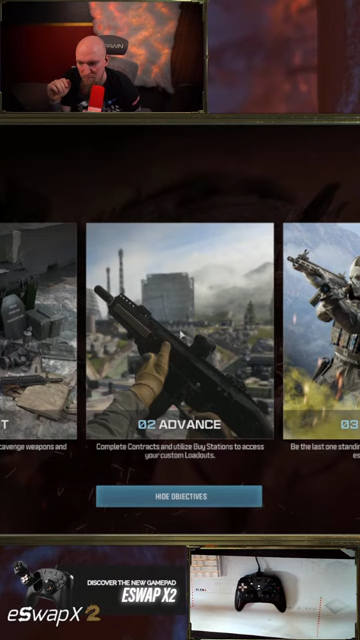 T
02 ADVANCE
03
cavenge weapons and
Complete Contracts and utilize Buy Stations to access
your custom Loadouts.
Be the last one standin
es
HIDE OBJECTIVES
DISCOVER THE NEW GAMEPAD
ESWAP X2
eSwapX 2